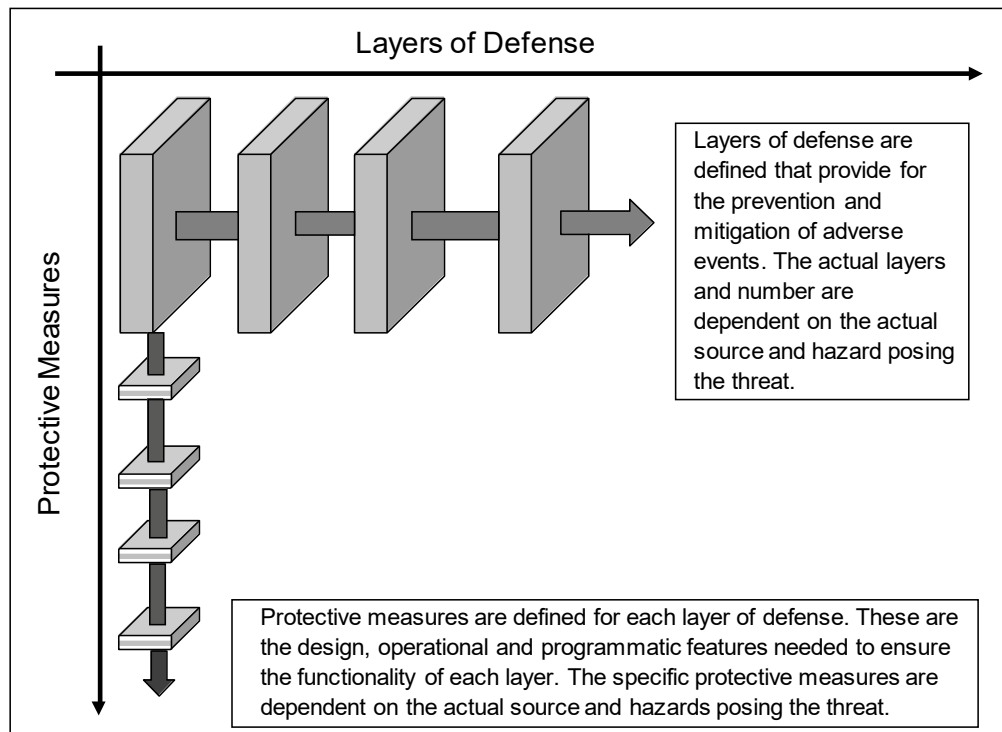 Layers of Defense
Protective Measures
Layers of defense are
defined that provide for
the prevention and
mitigation of adverse
events. The actual layers
and number are
dependent on the actual
source and hazard posing
the threat.
Protective measures are defined for each layer of defense. These are
the design, operational and programmatic features needed to ensure
the functionality of each layer. The specific protective measures are
dependent on the actual source and hazards posing the threat.